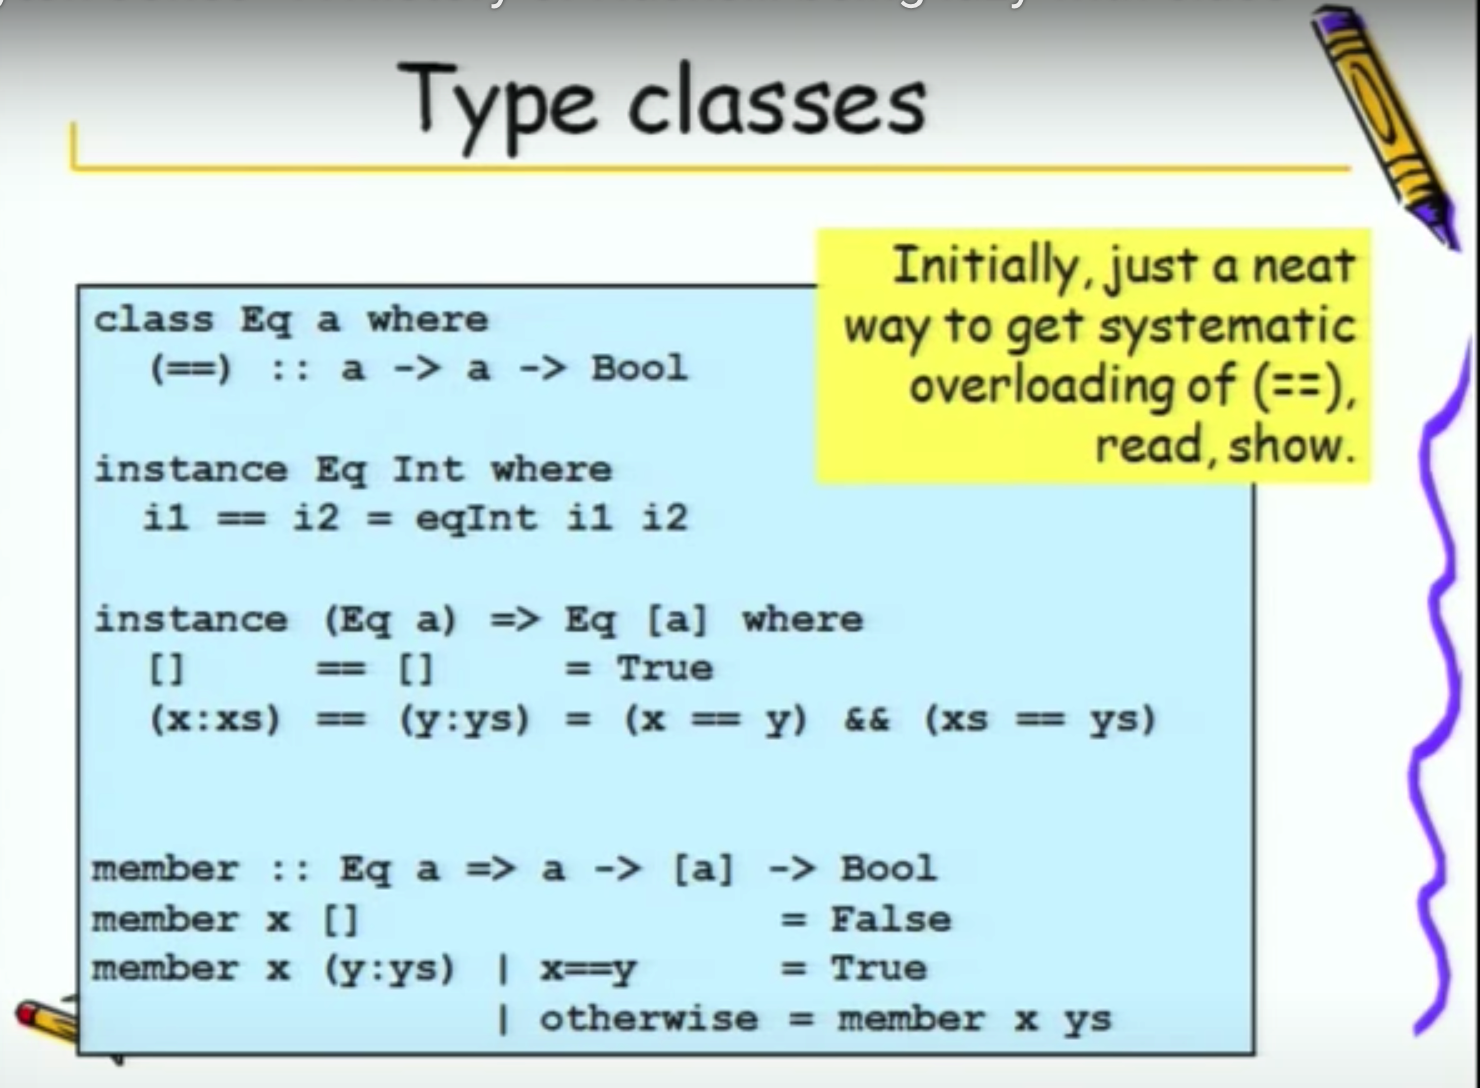 Type classes
Initially, just a neat
way to get systematic
overloading of (==),
read, show.
class Eq a where
  (==) :: a -> a -> Bool
instance Eq Int where
  i1 == i2 = eqInt i1 i2
instance (Eq a) => Eq [a] where
  []     == []     = True
  (x:xs) == (y:ys) = (x == y) && (xs == ys)
member :: Eq a => a -> [a] -> Bool
member x []                 = False
member x (y:ys) | x==y      = True
                | otherwise = member x ys